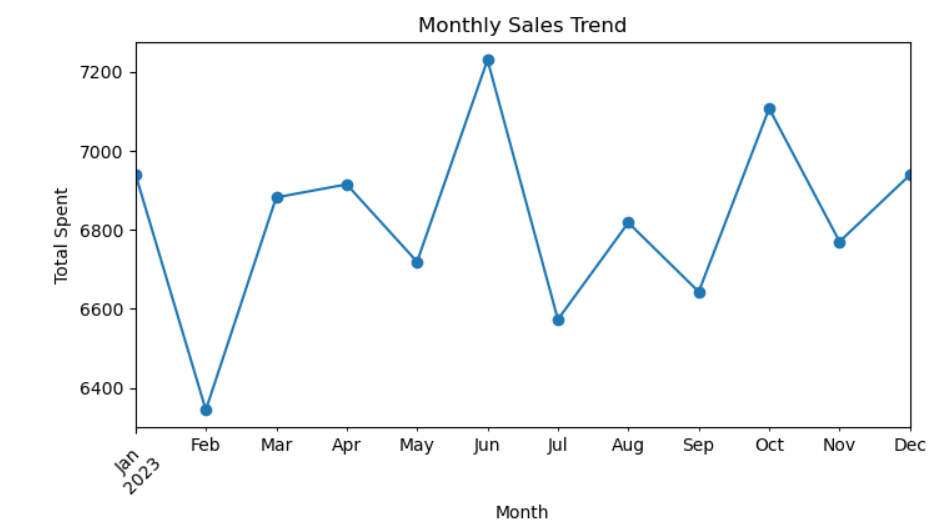 Monthly Sales Trend
7200
7000
6800
6600
6400
Total Spent
Jan Feb Mar Apr May Jun Jul Aug Sep Oct Nov Dec
2023
Month